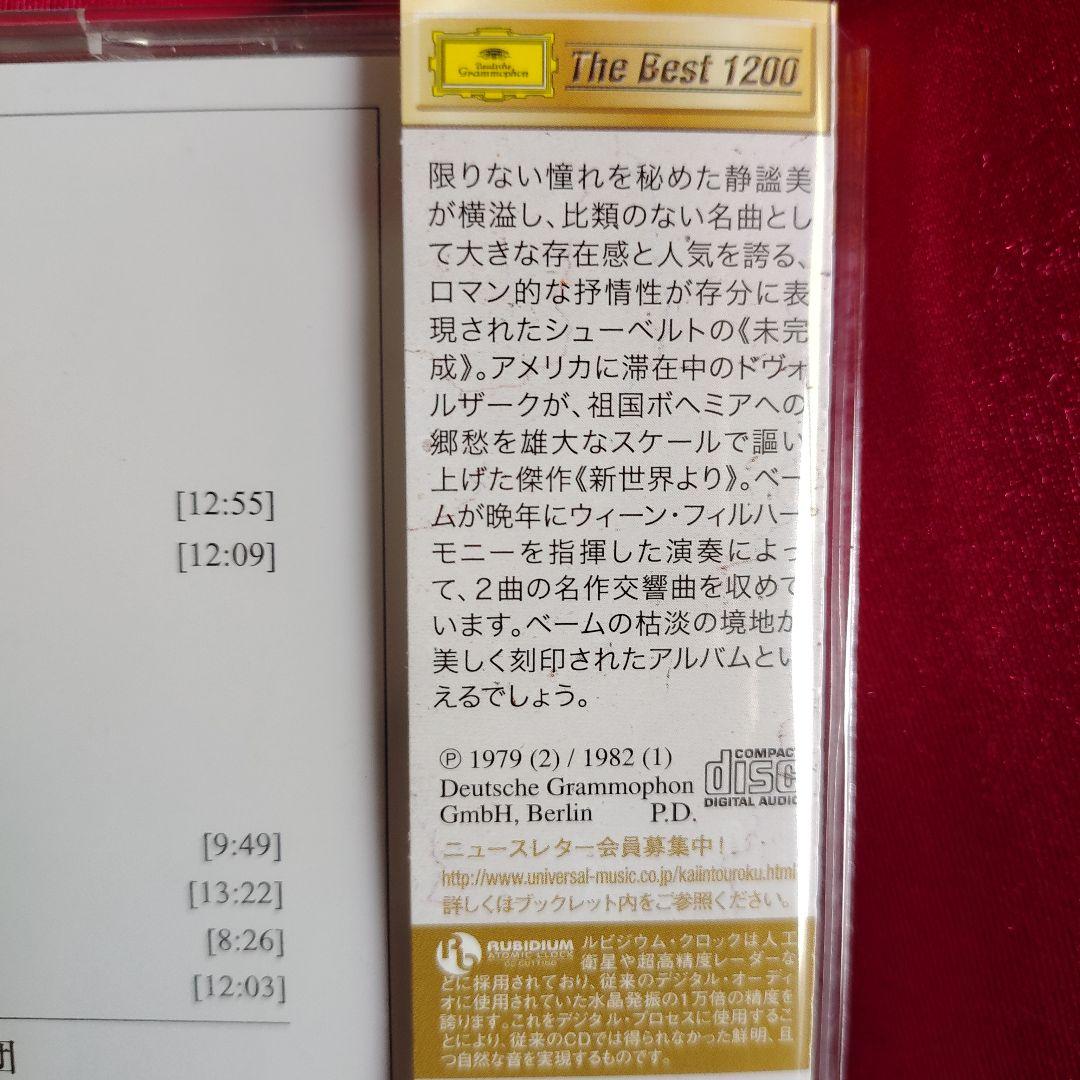 Deutsche
Grammophon
The Best 1200
限りない憧れを秘めた静謐美
が横溢し、比類のない名曲とし
て大きな存在感と人気を誇る、
ロマン的な抒情性が存分に表
現されたシューベルトの《未完
成》。アメリカに滞在中のドヴォ
ルザークが、祖国ボヘミアへの
郷愁を雄大なスケールで謳い
上げた傑作《新世界より》。ベー
ムが晩年にウィーン・フィルハー
モニーを指揮した演奏によっ
て、2曲の名作交響曲を収めて
います。ベームの枯淡の境地が
美しく刻印されたアルバムとい
えるでしょう。
[12:55]
[12:09]
[9:49]
[13:22]
[8:26]
[12:03]
団
Ⓟ 1979 (2) / 1982 (1)
Deutsche Grammophon
GmbH, Berlin P.D.
COMPACT
disc
DIGITAL AUDIO
ニュースレター会員募集中！
http://www.universal-music.co.jp/kaiintouroku.html
詳しくはブックレット内をご参照ください。
RUBIDIUM
ATOMIC CLOCK
CD CUTTING
ルビジウム・クロックは人工
衛星や超高精度レーダーな
どに採用されており、従来のデジタル・オーディ
オに使用されていた水晶発振の1万倍の精度を
誇ります。これをデジタル・プロセスに使用するこ
とにより、従来のCDでは得られなかった鮮明、且
つ自然な音を実現するものです。